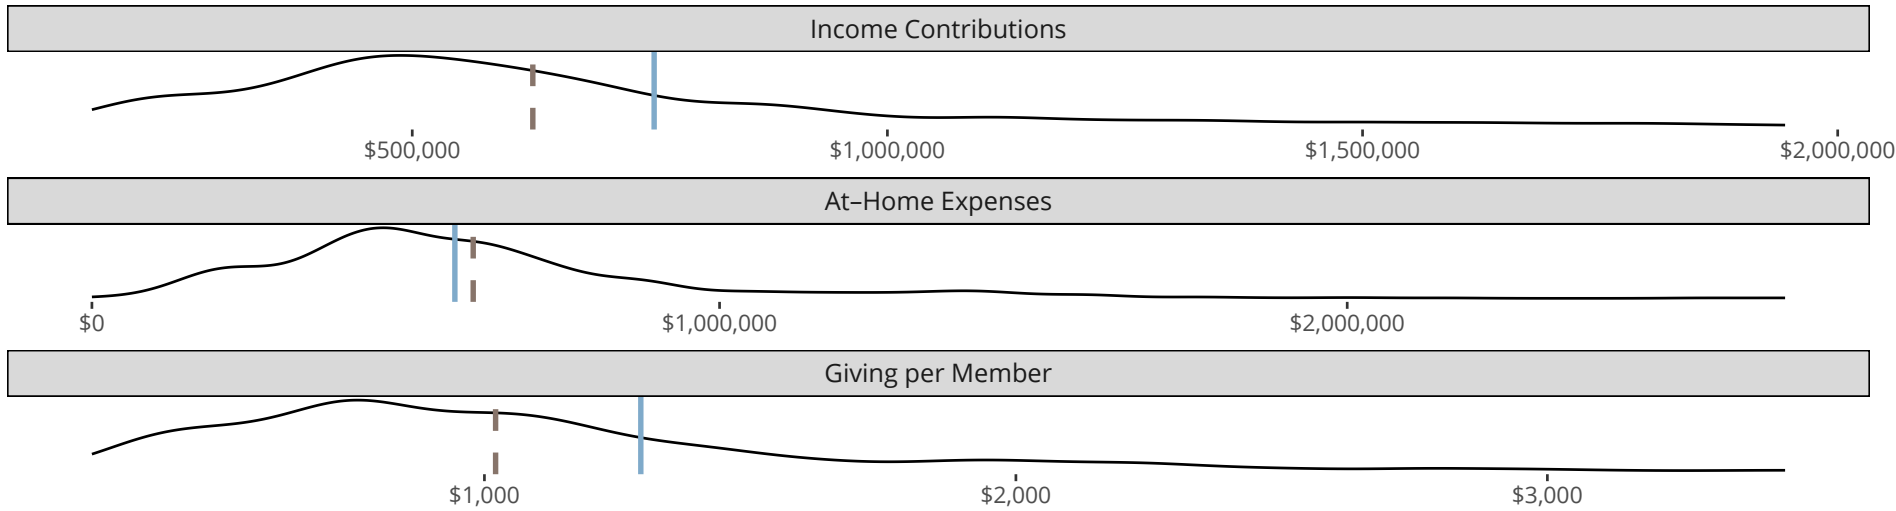 Income Contributions
$500,000 $1,000,000 $1,500,000 $2,000,000
At–Home Expenses
$0 $1,000,000 $2,000,000
Giving per Member
$1,000 $2,000 $3,000